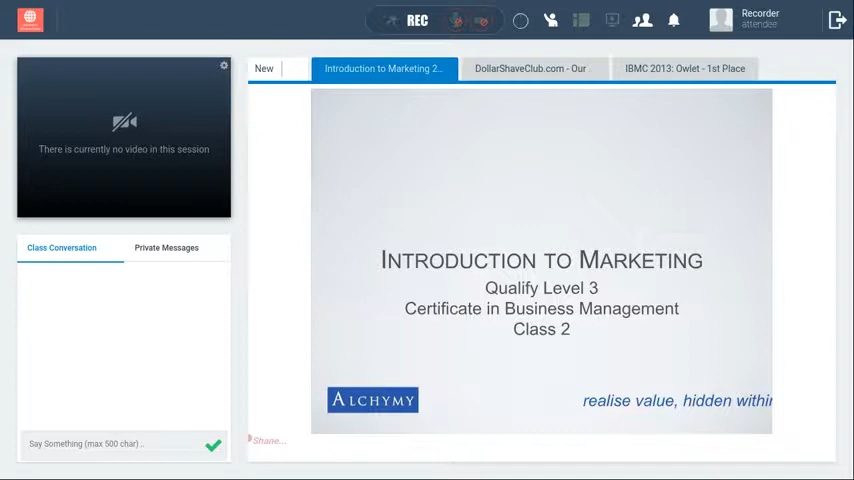 REC
Recorder
attendee
There is currently no video in this session
New
Introduction to Marketing 2...
DollarShaveClub.com - Our
IBMC 2013: Owlet - 1st Place
Class Conversation
Private Messages
INTRODUCTION TO MARKETING
Qualify Level 3
Certificate in Business Management
Class 2
ALCHYMY
realise value, hidden within
Shane...
Say Something (max 500 char)...